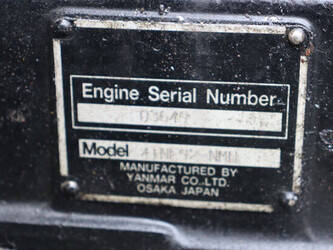 Engine Serial Number
Model
MANUFACTURED BY
YANMAR CO., LTD.
OSAKA JAPAN